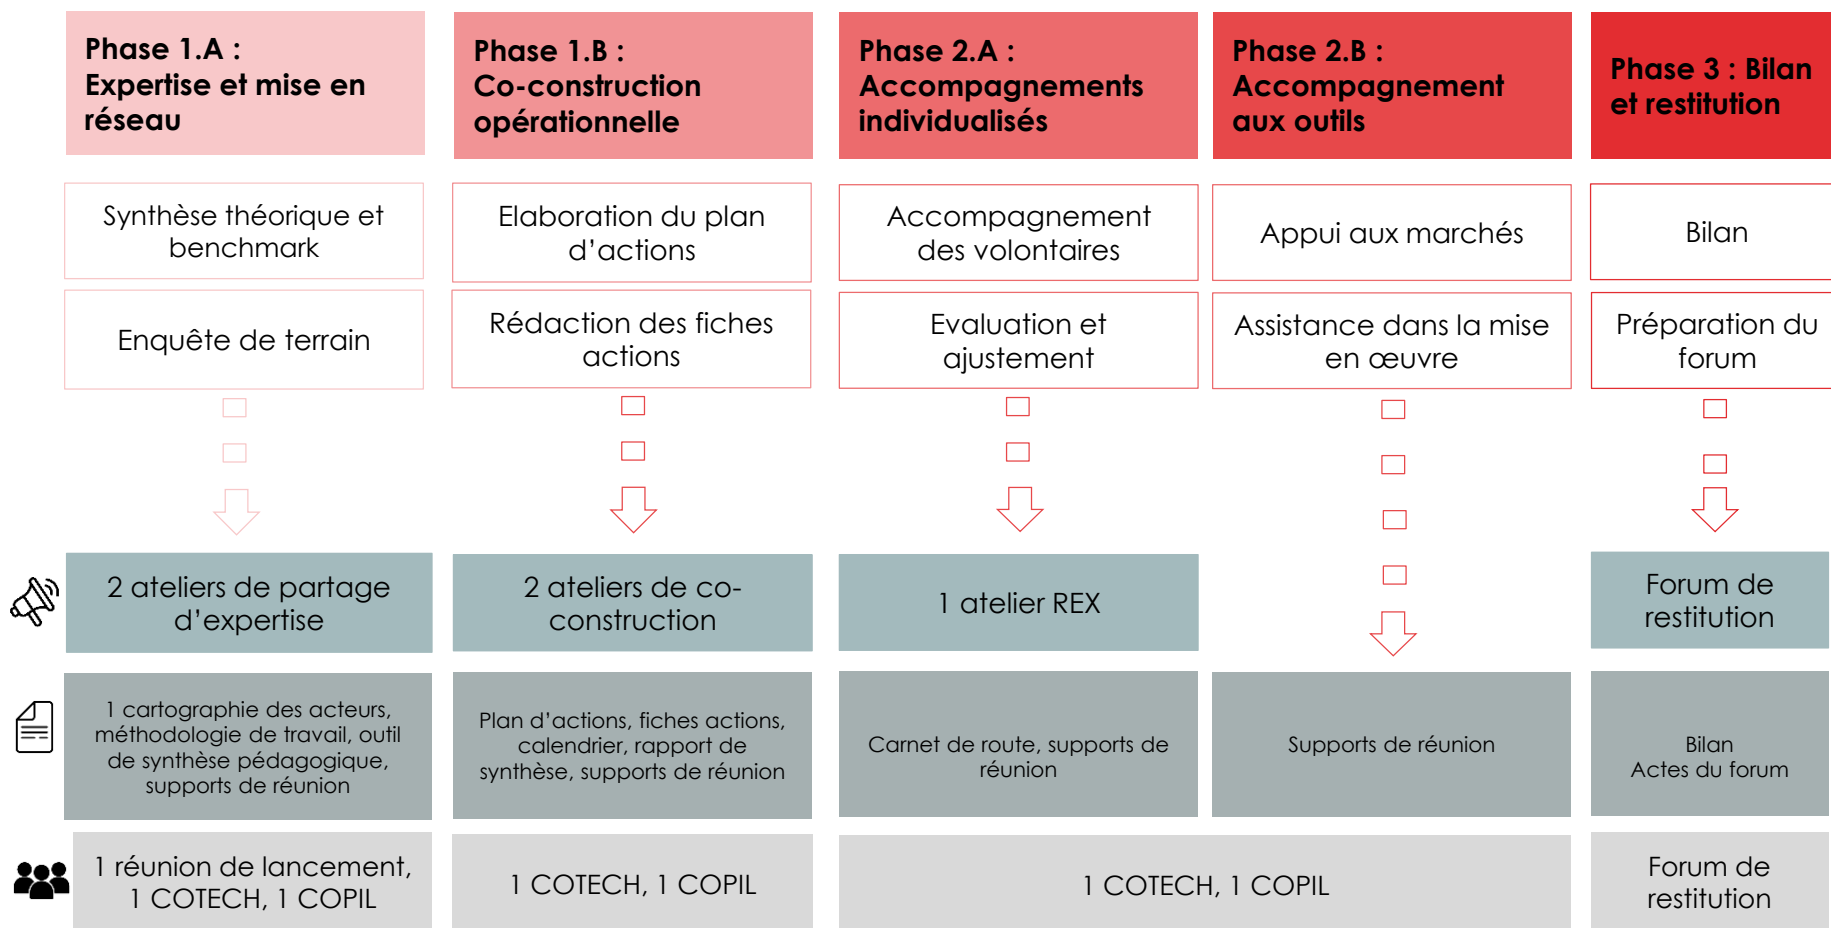 Phase 1.A :
Expertise et mise en
réseau
Phase 1.B :
Co-construction
opérationnelle
Phase 2.A :
Accompagnements
individualisés
Phase 2.B :
Accompagnement
aux outils
Phase 3 : Bilan
et restitution
Synthèse théorique et
benchmark
Elaboration du plan
d’actions
Accompagnement
des volontaires
Appui aux marchés
Bilan
Enquête de terrain
Rédaction des fiches
actions
Evaluation et
ajustement
Assistance dans la mise
en œuvre
Préparation du
forum
2 ateliers de partage
d’expertise
2 ateliers de co-
construction
1 atelier REX
Forum de
restitution
1 cartographie des acteurs,
méthodologie de travail, outil
de synthèse pédagogique,
supports de réunion
Plan d’actions, fiches actions,
calendrier, rapport de
synthèse, supports de réunion
Carnet de route, supports de
réunion
Supports de réunion
Bilan
Actes du forum
1 réunion de lancement,
1 COTECH, 1 COPIL
1 COTECH, 1 COPIL
1 COTECH, 1 COPIL
Forum de
restitution